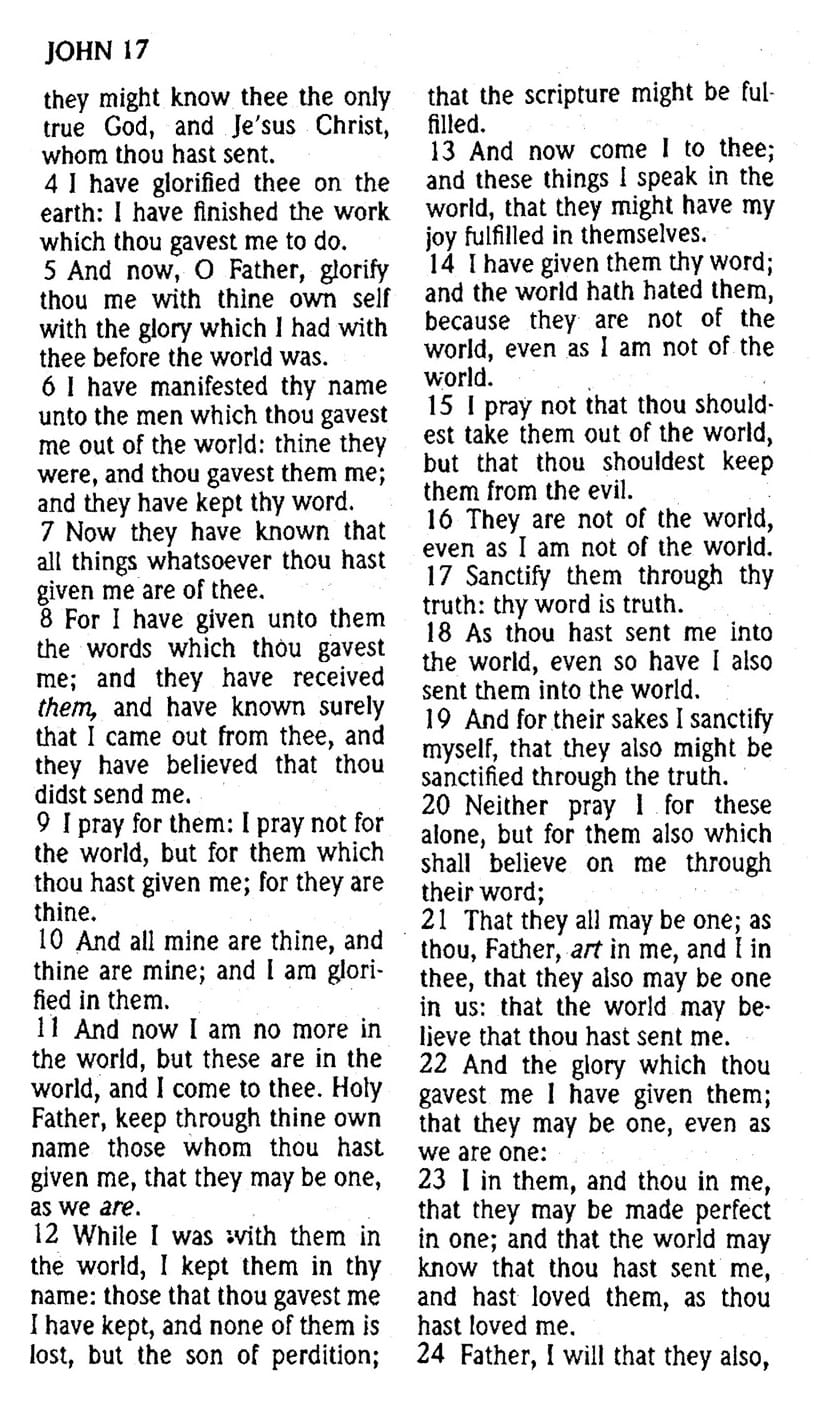 JOHN 17
they might know thee the only
true God, and Je'sus Christ,
whom thou hast sent.
4 I have glorified thee on the
earth: I have finished the work
which thou gavest me to do.
5 And now, O Father, glorify
thou me with thine own self
with the glory which I had with
thee before the world was.
6 I have manifested thy name
unto the men which thou gavest
me out of the world: thine they
were, and thou gavest them me;
and they have kept thy word.
7 Now they have known that
all things whatsoever thou hast
given me are of thee.
8 For I have given unto them
the words which thou gavest
me; and they have received
them, and have known surely
that I came out from thee, and
they have believed that thou
didst send me.
9 I pray for them: I pray not for
the world, but for them which
thou hast given me; for they are
thine.
10 And all mine are thine, and
thine are mine; and I am glori-
fied in them.
11 And now I am no more in
the world, but these are in the
world, and I come to thee. Holy
Father, keep through thine own
name those whom thou hast
given me, that they may be one,
as we are.
12 While I was with them in
the world, I kept them in thy
name: those that thou gavest me
I have kept, and none of them is
lost, but the son of perdition;
that the scripture might be ful-
filled.
13 And now come I to thee;
and these things I speak in the
world, that they might have my
joy fulfilled in themselves.
14 I have given them thy word;
and the world hath hated them,
because they are not of the
world, even as I am not of the
world.
15 I pray not that thou should-
est take them out of the world,
but that thou shouldest keep
them from the evil.
16 They are not of the world,
even as I am not of the world.
17 Sanctify them through thy
truth: thy word is truth.
18 As thou hast sent me into
the world, even so have I also
sent them into the world.
19 And for their sakes I sanctify
myself, that they also might be
sanctified through the truth.
20 Neither pray I for these
alone, but for them also which
shall believe on me through
their word;
21 That they all may be one; as
thou, Father, art in me, and I in
thee, that they also may be one
in us: that the world may be-
lieve that thou hast sent me.
22 And the glory which thou
gavest me I have given them;
that they may be one, even as
we are one:
23 I in them, and thou in me,
that they may be made perfect
in one; and that the world may
know that thou hast sent me,
and hast loved them, as thou
hast loved me.
24 Father, I will that they also,